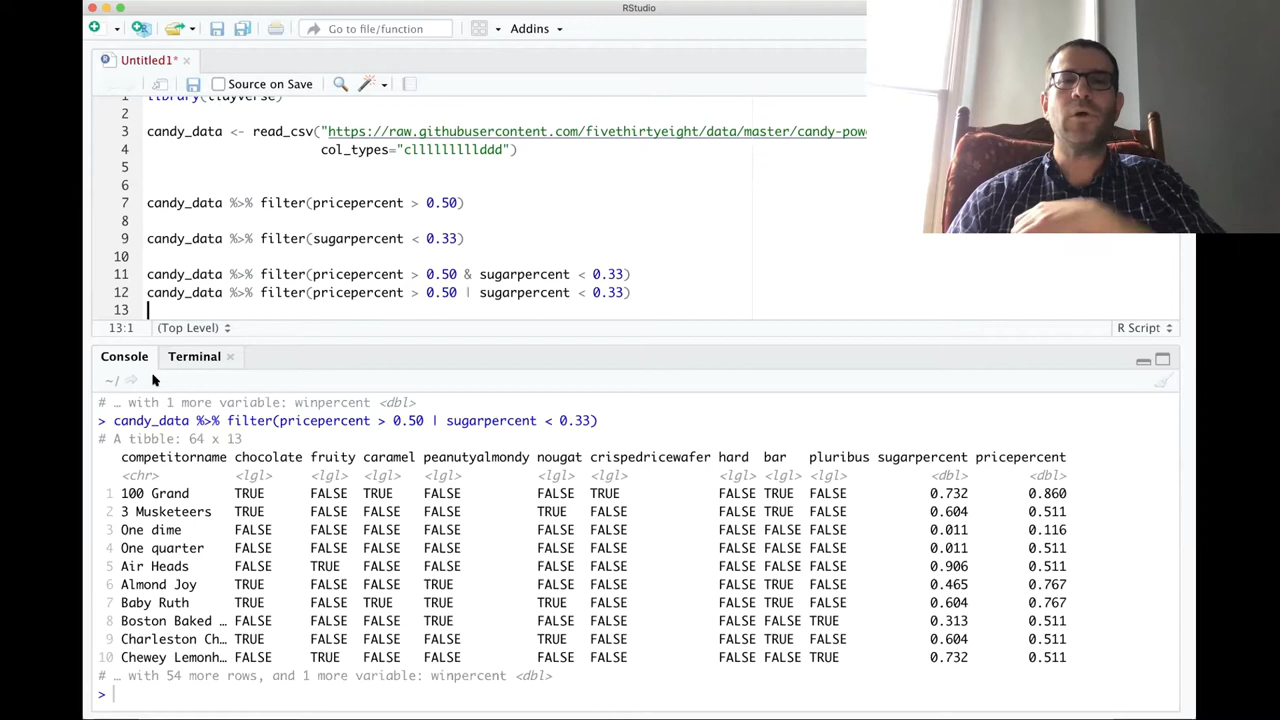 RStudio
Go to file/function
Addins
Untitled1*
Source on Save
1
2
3 candy_data <- read_csv("https://raw.githubusercontent.com/fivethirtyeight/data/master/candy-pow
4 col_types="clllllllllddd")
5
6
7 candy_data %>% filter(pricepercent > 0.50)
8
9 candy_data %>% filter(sugarpercent < 0.33)
10
11 candy_data %>% filter(pricepercent > 0.50 & sugarpercent < 0.33)
12 candy_data %>% filter(pricepercent > 0.50 | sugarpercent < 0.33)
13
13:1 (Top Level) R Script
Console Terminal
~/
# … with 1 more variable: winpercent <dbl>
> candy_data %>% filter(pricepercent > 0.50 | sugarpercent < 0.33)
# A tibble: 64 x 13
competitorname chocolate fruity caramel peanutyalmondy nougat crispedricewafer hard bar pluribus sugarpercent pricepercent
<chr> <lgl> <lgl> <lgl> <lgl> <lgl> <lgl> <lgl> <lgl> <lgl> <dbl> <dbl>
1 100 Grand TRUE FALSE TRUE FALSE FALSE TRUE FALSE TRUE FALSE 0.732 0.860
2 3 Musketeers TRUE FALSE FALSE FALSE TRUE FALSE FALSE TRUE FALSE 0.604 0.511
3 One dime FALSE FALSE FALSE FALSE FALSE FALSE FALSE FALSE FALSE 0.011 0.116
4 One quarter FALSE FALSE FALSE FALSE FALSE FALSE FALSE FALSE FALSE 0.011 0.511
5 Air Heads FALSE TRUE FALSE FALSE FALSE FALSE FALSE FALSE FALSE 0.906 0.511
6 Almond Joy TRUE FALSE FALSE TRUE FALSE FALSE FALSE TRUE FALSE 0.465 0.767
7 Baby Ruth TRUE FALSE TRUE TRUE TRUE FALSE FALSE TRUE FALSE 0.604 0.767
8 Boston Baked … FALSE FALSE FALSE TRUE FALSE FALSE FALSE FALSE TRUE 0.313 0.511
9 Charleston Ch… TRUE FALSE FALSE FALSE TRUE FALSE FALSE TRUE FALSE 0.604 0.511
10 Chewey Lemonh… FALSE TRUE FALSE FALSE FALSE FALSE FALSE FALSE TRUE 0.732 0.511
# … with 54 more rows, and 1 more variable: winpercent <dbl>
>